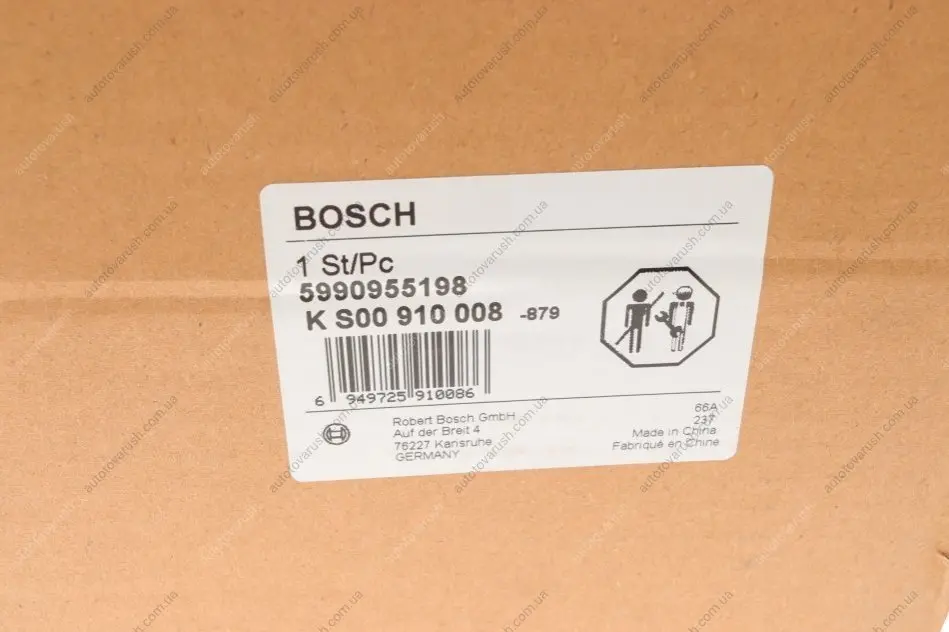 BOSCH
1 St/Pc
5990955198
K S00 910 008 -879
6 949725 910086
Robert Bosch GmbH
Auf der Breit 4
76227 Karlsruhe
GERMANY
66A
237
Made in China
Fabriqué en Chine
autotovarush.com.ua